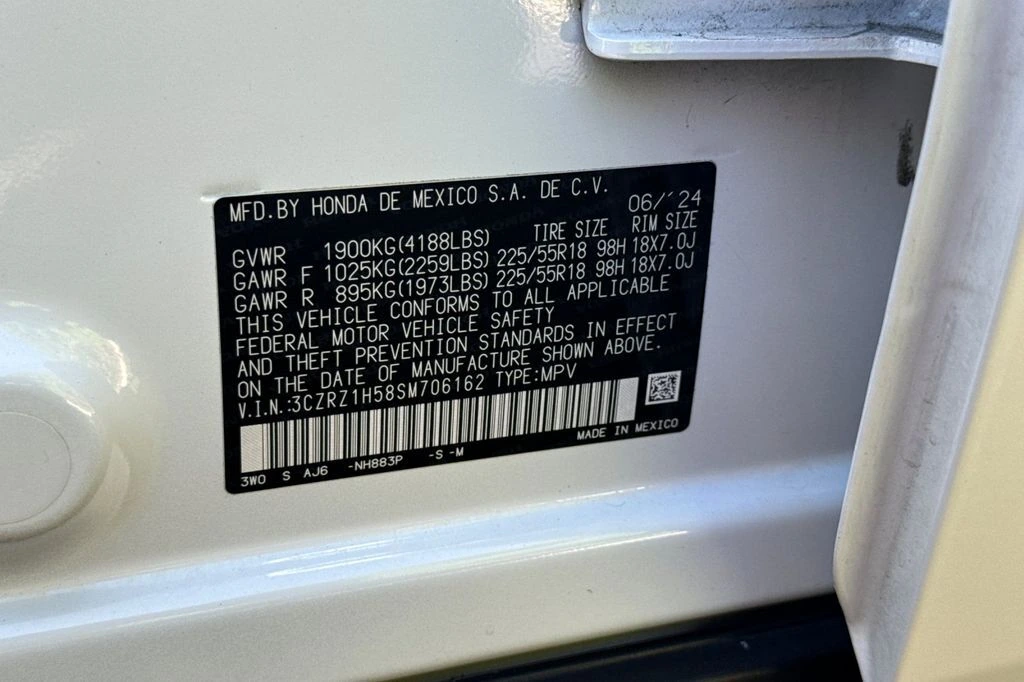 MFD.BY HONDA DE MEXICO S.A. DE C.V. 06/'24
TIRE SIZE RIM SIZE
GVWR 1900KG(4188LBS)
GAWR F 1025KG(2259LBS) 225/55R18 98H 18X7.0J
GAWR R 895KG(1973LBS) 225/55R18 98H 18X7.0J
THIS VEHICLE CONFORMS TO ALL APPLICABLE
FEDERAL MOTOR VEHICLE SAFETY
AND THEFT PREVENTION STANDARDS IN EFFECT
ON THE DATE OF MANUFACTURE SHOWN ABOVE.
V.I.N.:3CZRZ1H58SM706162 TYPE:MPV
MADE IN MEXICO
3W0 S AJ6 -NH883P -S -M